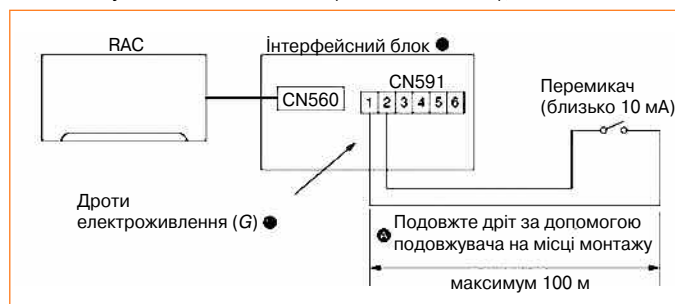 RAC
Інтерфейсний блок
CN560
CN591
1 2 3 4 5 6
Перемикач
(близько 10 мА)
Дроти
електроживлення (G)
A Подовжте дріт за допомогою
подовжувача на місці монтажу
максимум 100 м